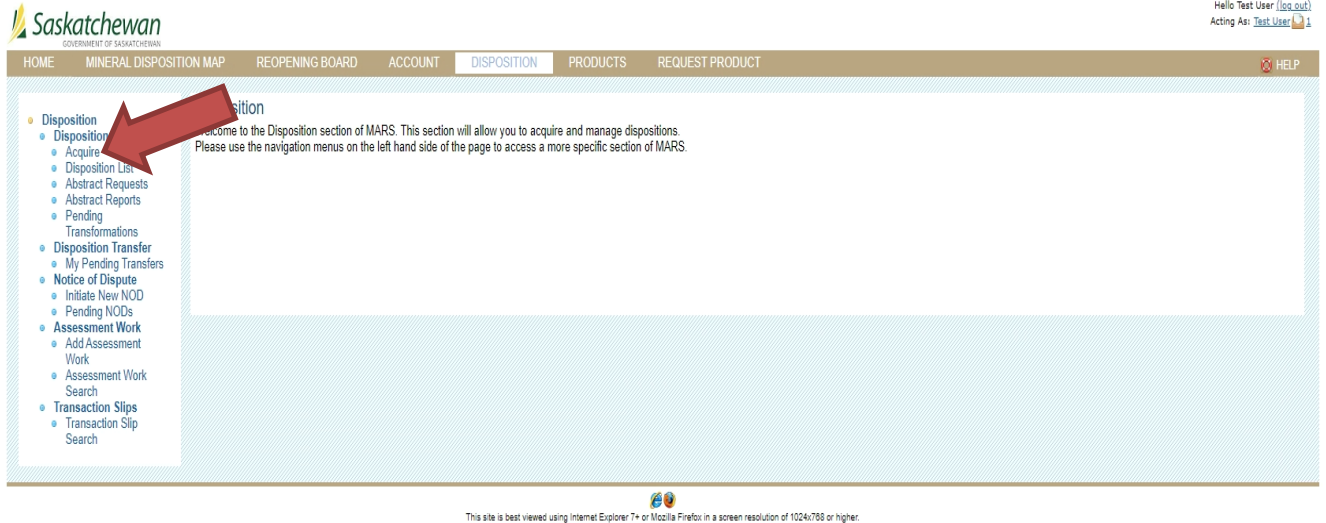 Saskatchewan
GOVERNMENT OF SASKATCHEWAN
Hello Test User (log out)
Acting As: Test User 1
HOME MINERAL DISPOSITION MAP REOPENING BOARD ACCOUNT DISPOSITION PRODUCTS REQUEST PRODUCT HELP
Disposition
Disposition
Acquire
Disposition List
Abstract Requests
Abstract Reports
Pending
Transformations
Disposition Transfer
My Pending Transfers
Notice of Dispute
Initiate New NOD
Pending NODs
Assessment Work
Add Assessment
Work
Assessment Work
Search
Transaction Slips
Transaction Slip
Search
sition
Welcome to the Disposition section of MARS. This section will allow you to acquire and manage dispositions.
Please use the navigation menus on the left hand side of the page to access a more specific section of MARS.
This site is best viewed using Internet Explorer 7+ or Mozilla Firefox in a screen resolution of 1024x768 or higher.